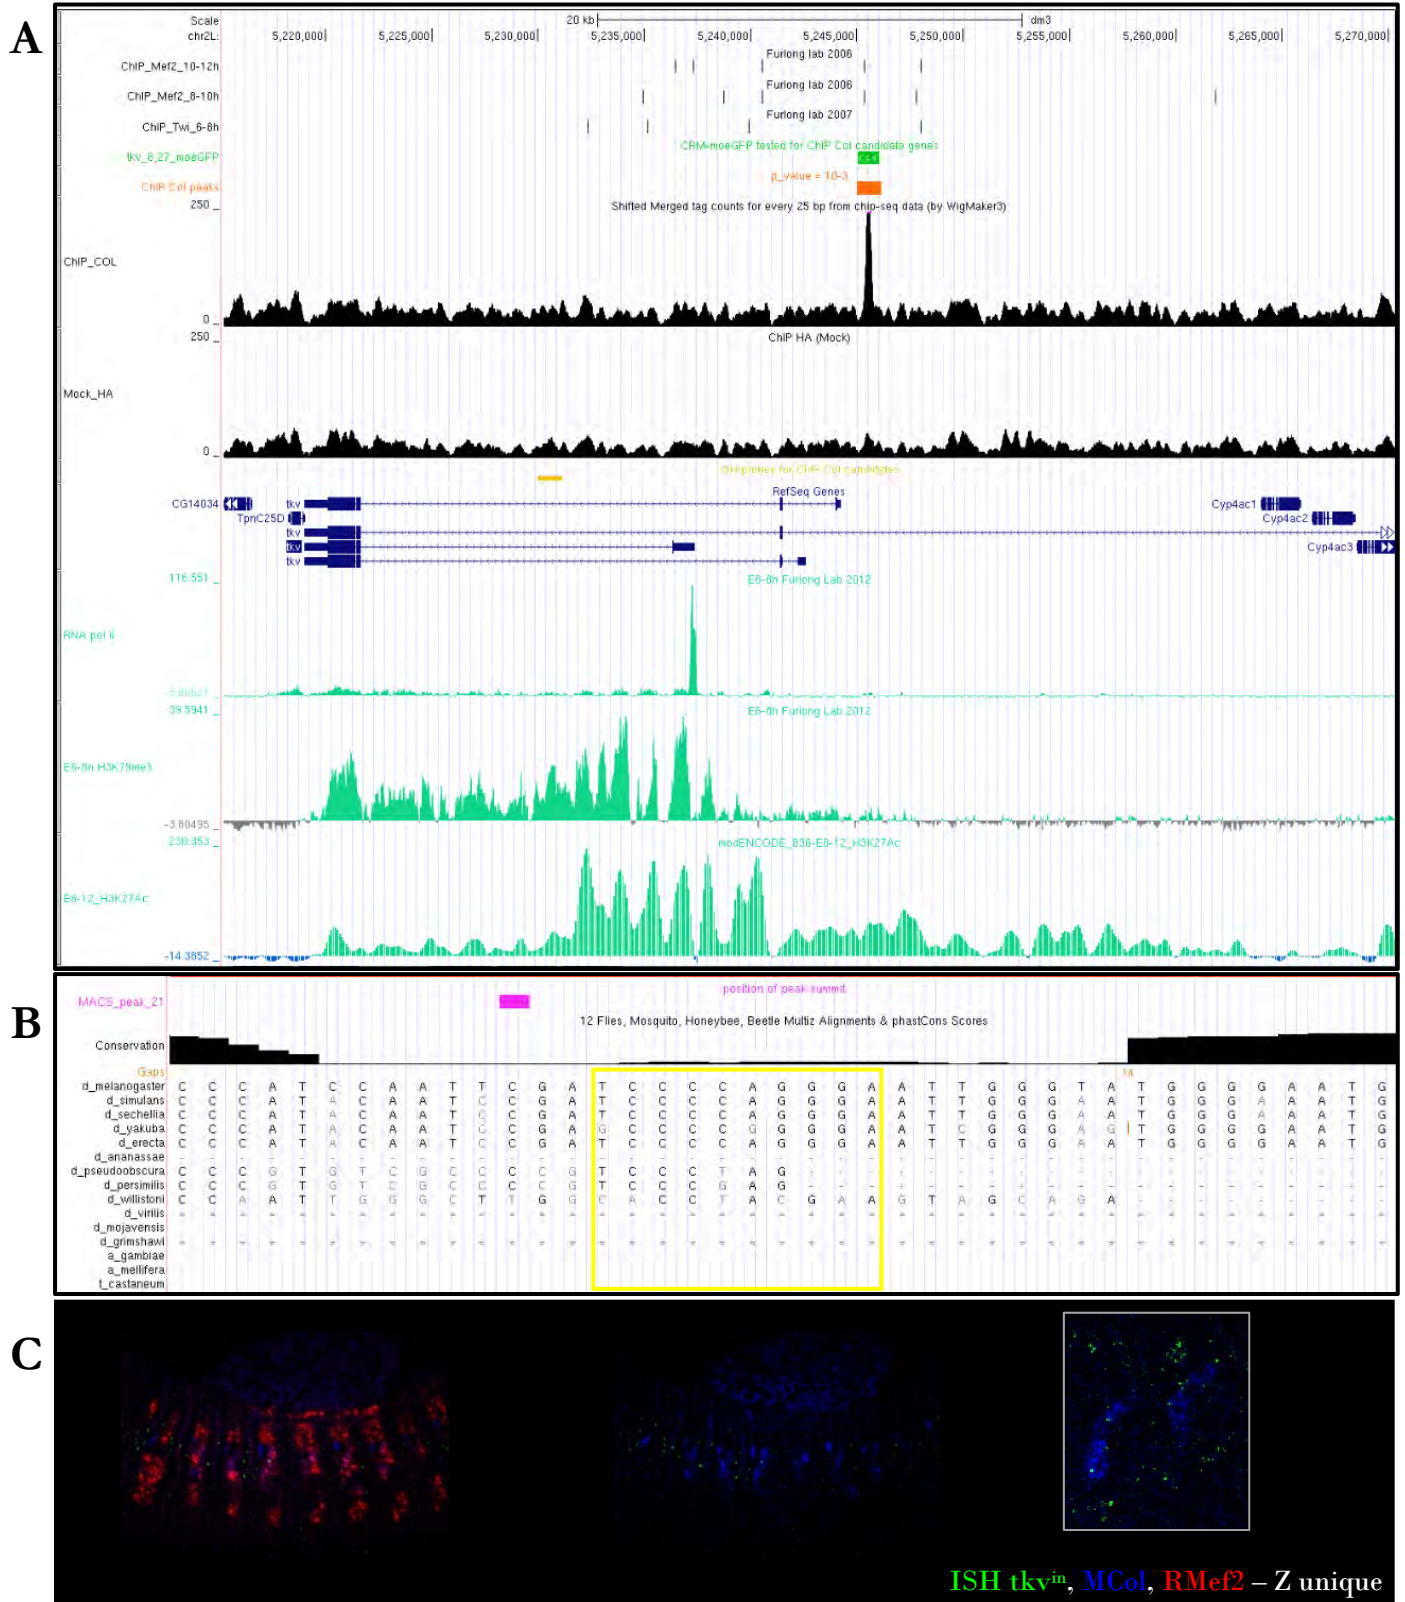 A
Scale 20 kb dm3
chr2L: 5,220,000 5,225,000 5,230,000 5,235,000 5,240,000 5,245,000 5,250,000 5,255,000 5,260,000 5,265,000 5,270,000
Furlong lab 2006
ChIP_Mef2_10-12h
Furlong lab 2006
ChIP_Mef2_8-10h
Furlong lab 2007
ChIP_Twi_6-8h
CRM-moeGFP tested for ChIP Col candidate genes
tkv_8,27_moeGFP
p_value = 10-3
ChIP Col peaks
250 _
Shifted Merged tag counts for every 25 bp from chip-seq data (by WigMaker3)
ChIP_COL
0 _
250 _
ChIP HA (Mock)
Mock_HA
0 _
for ChIP Col candidates
RefSeq Genes
CG14034 tkv Cyp4ac1
TpnC25D Cyp4ac2
tkv
tkv Cyp4ac3
tkv
116.551 _
E6-8h Furlong Lab 2012
RNA pol II
39.5941 _
E6-8h Furlong Lab 2012
E6-8h H3K79me3
-3.80495 _
230.353 _
modENCODE_836-E8-12_H3K27Ac
E8-12_H3K27Ac
-14.3852 _
B
position of peak summit
MACS_peak_21
12 Flies, Mosquito, Honeybee, Beetle Multiz Alignments & phastCons Scores
Conservation
Gaps
d_melanogaster C C C A T C C A A T T C G A T C C C C A G G G A A T T G G G T A T G G G G A A T G
d_simulans C C C A T A C A A T C C G A T C C C C A G G G A A T T G G G A A T G G G A A A T G
d_sechellia C C C A T A C A A T C C G A T C C C C A G G G A A T T G G G A A T G G G A A A T G
d_yakuba C C C A T A C A A T C C G A G C C C C G G G G A A T C G G G A G T G G G G A A T G
d_erecta C C C A T A C A A T C C G A T C C C C A G G G A A T T G G G A A T G G G G A A T G
d_ananassae
d_pseudoobscura C C C G T G T C G C C C C G T C C C T A G
d_persimilis C C C G T G T C G C C C C G T C C C G A G
d_willistoni C C A A T T G G G C T T G G C A C C T A C G A A G T A G C A G A
d_virilis
d_mojavensis
d_grimshawi
a_gambiae
a_mellifera
t_castaneum
C
ISH tkvⁱⁿ, MCol, RMef2 – Z unique